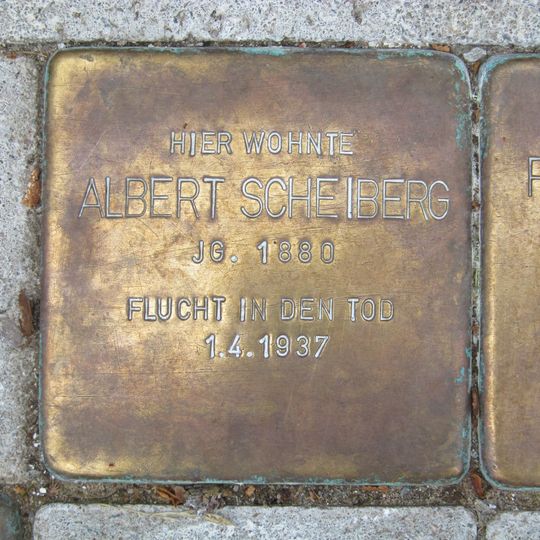 HIER WOHNTE
ALBERT SCHEIBERG
JG. 1880
FLUCHT IN DEN TOD
1.4.1937